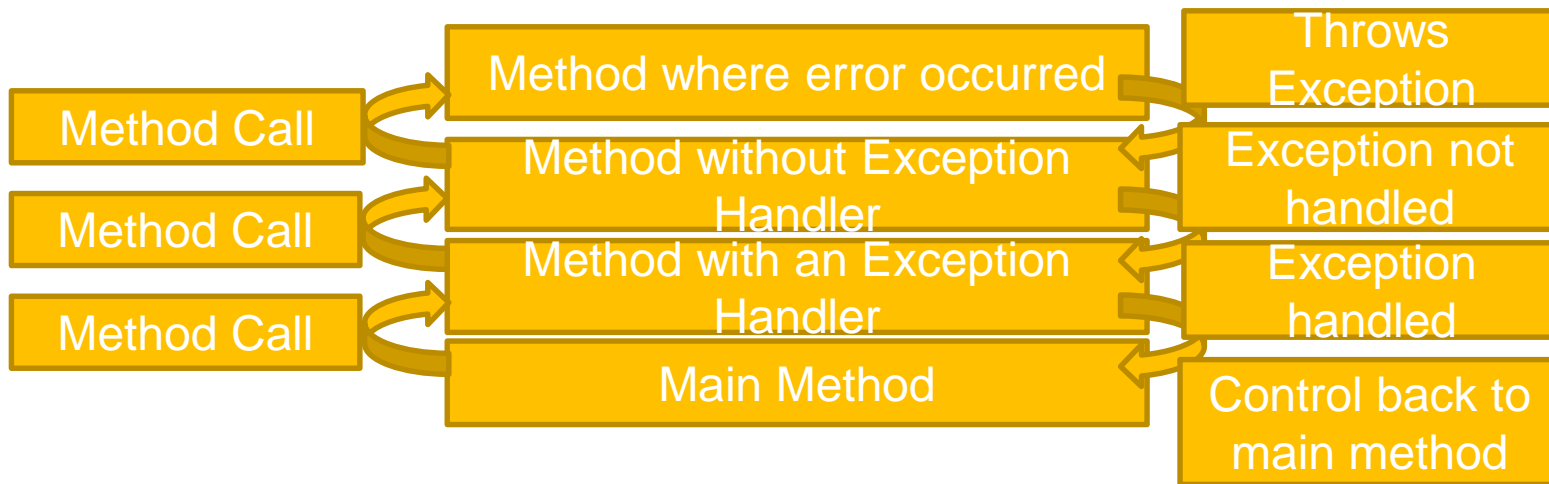 Method Call
Method Call
Method Call
Method where error occurred
Method without Exception
Handler
Method with an Exception
Handler
Main Method
Throws
Exception
Exception not
handled
Exception
handled
Control back to
main method